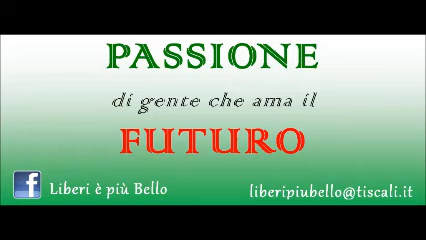 PASSIONE
di gente che ama il
FUTURO
Liberi è più Bello
liberipiubello@tiscali.it